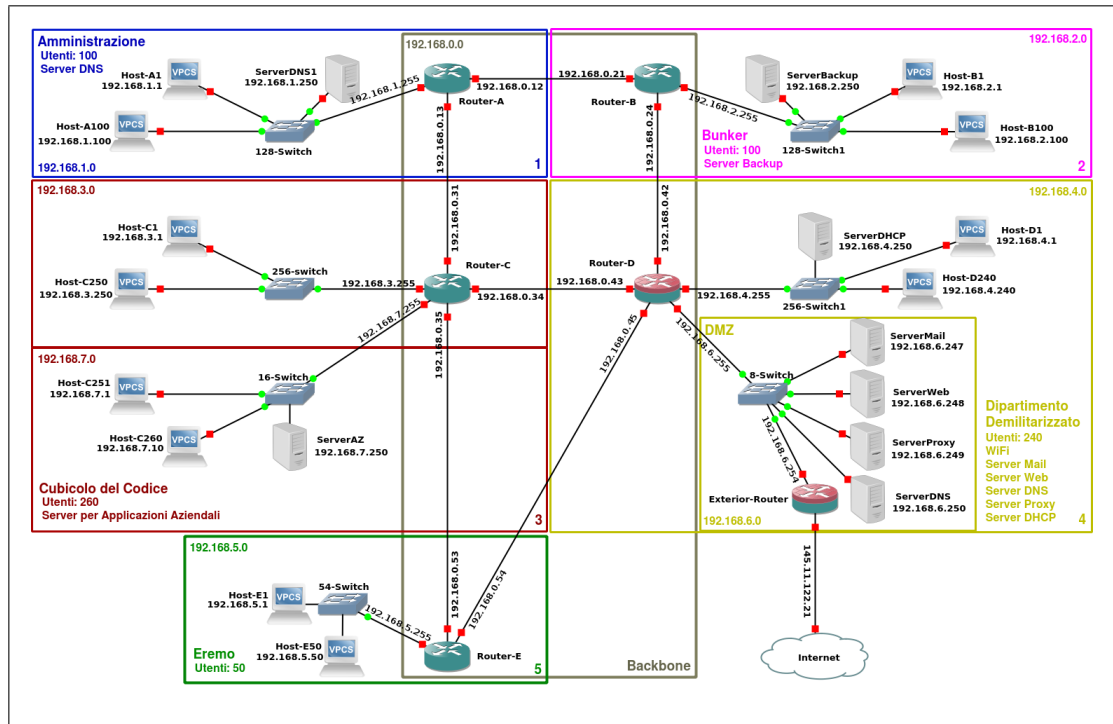 Amministrazione
Utenti: 100
Server DNS
Host-A1
192.168.1.1
VPCS
ServerDNS1
192.168.1.250
Host-A100
192.168.1.100
VPCS
128-Switch
192.168.1.0
1
192.168.1.255
192.168.0.0
Router-A
192.168.0.12
192.168.0.13
192.168.0.21
Router-B
192.168.0.24
192.168.2.255
192.168.2.0
ServerBackup
192.168.2.250
Host-B1
192.168.2.1
VPCS
Host-B100
192.168.2.100
VPCS
128-Switch1
Bunker
Utenti: 100
Server Backup
2
192.168.3.0
Host-C1
192.168.3.1
VPCS
Host-C250
192.168.3.250
VPCS
256-switch
192.168.3.255
192.168.0.31
Router-C
192.168.0.34
192.168.7.255
192.168.0.35
192.168.0.42
Router-D
192.168.0.43
192.168.0.45
192.168.4.255
192.168.6.255
192.168.4.0
ServerDHCP
192.168.4.250
Host-D1
192.168.4.1
VPCS
Host-D240
192.168.4.240
VPCS
256-Switch1
192.168.7.0
Host-C251
192.168.7.1
VPCS
Host-C260
192.168.7.10
VPCS
16-Switch
ServerAZ
192.168.7.250
Cubicolo del Codice
Utenti: 260
Server per Applicazioni Aziendali
3
DMZ
8-Switch
ServerMail
192.168.6.247
ServerWeb
192.168.6.248
ServerProxy
192.168.6.249
ServerDNS
192.168.6.250
192.168.6.254
Exterior-Router
192.168.6.0
Dipartimento
Demilitarizzato
Utenti: 240
WiFi
Server Mail
Server Web
Server DNS
Server Proxy
Server DHCP
4
145.11.122.21
Internet
192.168.5.0
Host-E1
192.168.5.1
VPCS
54-Switch
Host-E50
192.168.5.50
VPCS
192.168.5.255
192.168.0.53
192.168.0.54
Router-E
Eremo
Utenti: 50
5
Backbone